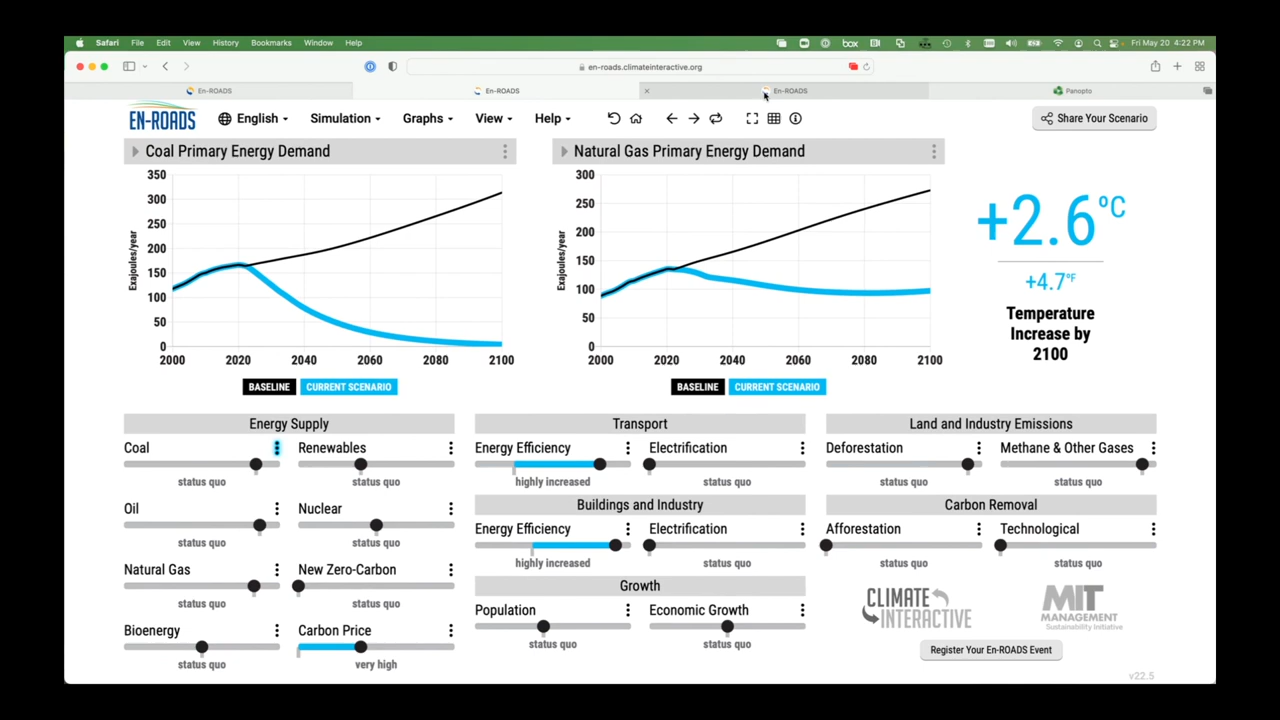 Safari File Edit View History Bookmarks Window Help box Fri May 20 4:22 PM
en-roads.climateinteractive.org
En-ROADS En-ROADS En-ROADS Panopto
EN-ROADS English Simulation Graphs View Help Share Your Scenario
Coal Primary Energy Demand
350
300
250
200
150
100
50
0
Exajoules/year
2000 2020 2040 2060 2080 2100
BASELINE CURRENT SCENARIO
Natural Gas Primary Energy Demand
300
250
200
150
100
50
0
Exajoules/year
2000 2020 2040 2060 2080 2100
BASELINE CURRENT SCENARIO
+2.6°C
+4.7°F
Temperature
Increase by
2100
Energy Supply
Coal Renewables
status quo status quo
Oil Nuclear
status quo status quo
Natural Gas New Zero-Carbon
status quo status quo
Bioenergy Carbon Price
status quo very high
Transport
Energy Efficiency Electrification
highly increased status quo
Buildings and Industry
Energy Efficiency Electrification
highly increased status quo
Growth
Population Economic Growth
status quo status quo
Land and Industry Emissions
Deforestation Methane & Other Gases
status quo status quo
Carbon Removal
Afforestation Technological
status quo status quo
CLIMATE
INTERACTIVE
MIT
MANAGEMENT
Sustainability Initiative
Register Your En-ROADS Event
v22.5